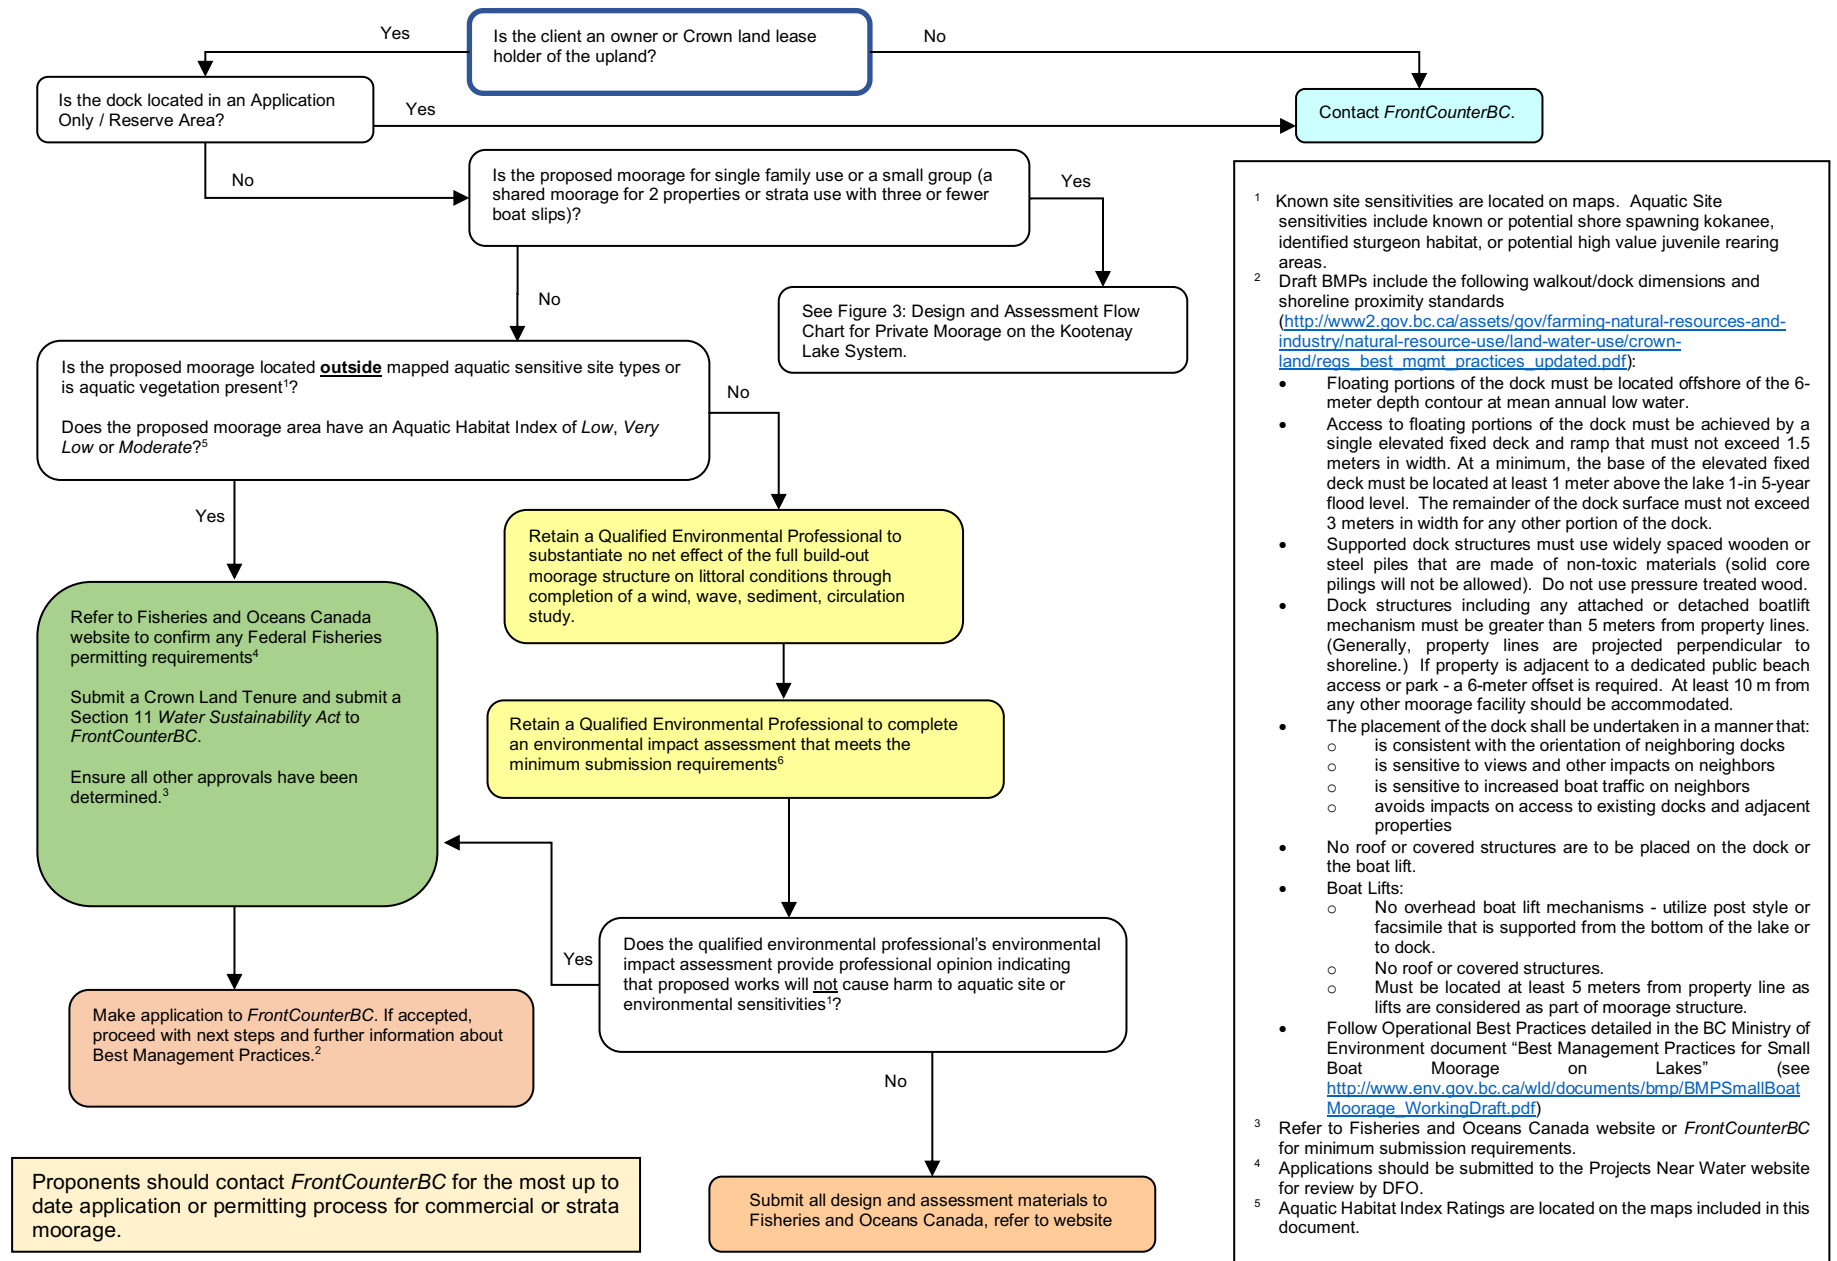 Yes
Is the client an owner or Crown land lease
holder of the upland?
No
Is the dock located in an Application
Only / Reserve Area?
Yes
Contact FrontCounterBC.
No
Is the proposed moorage for single family use or a small group (a
shared moorage for 2 properties or strata use with three or fewer
boat slips)?
Yes
No
See Figure 3: Design and Assessment Flow
Chart for Private Moorage on the Kootenay
Lake System.
Is the proposed moorage located outside mapped aquatic sensitive site types or
is aquatic vegetation present1?
Does the proposed moorage area have an Aquatic Habitat Index of Low, Very
Low or Moderate?5
No
Yes
Retain a Qualified Environmental Professional to
substantiate no net effect of the full build-out
moorage structure on littoral conditions through
completion of a wind, wave, sediment, circulation
study.
Refer to Fisheries and Oceans Canada
website to confirm any Federal Fisheries
permitting requirements4
Submit a Crown Land Tenure and submit a
Section 11 Water Sustainability Act to
FrontCounterBC.
Ensure all other approvals have been
determined.3
Retain a Qualified Environmental Professional to complete
an environmental impact assessment that meets the
minimum submission requirements6
Does the qualified environmental professional's environmental
impact assessment provide professional opinion indicating
that proposed works will not cause harm to aquatic site or
environmental sensitivities1?
Yes
Make application to FrontCounterBC. If accepted,
proceed with next steps and further information about
Best Management Practices.2
No
Proponents should contact FrontCounterBC for the most up to
date application or permitting process for commercial or strata
moorage.
Submit all design and assessment materials to
Fisheries and Oceans Canada, refer to website
1 Known site sensitivities are located on maps. Aquatic Site
sensitivities include known or potential shore spawning kokanee,
identified sturgeon habitat, or potential high value juvenile rearing
areas.
2 Draft BMPs include the following walkout/dock dimensions and
shoreline proximity standards
(http://www2.gov.bc.ca/assets/gov/farming-natural-resources-and-
industry/natural-resource-use/land-water-use/crown-
land/regs_best_mgmt_practices_updated.pdf):
• Floating portions of the dock must be located offshore of the 6-
meter depth contour at mean annual low water.
• Access to floating portions of the dock must be achieved by a
single elevated fixed deck and ramp that must not exceed 1.5
meters in width. At a minimum, the base of the elevated fixed
deck must be located at least 1 meter above the lake 1-in 5-year
flood level. The remainder of the dock surface must not exceed
3 meters in width for any other portion of the dock.
• Supported dock structures must use widely spaced wooden or
steel piles that are made of non-toxic materials (solid core
pilings will not be allowed). Do not use pressure treated wood.
• Dock structures including any attached or detached boatlift
mechanism must be greater than 5 meters from property lines.
(Generally, property lines are projected perpendicular to
shoreline.) If property is adjacent to a dedicated public beach
access or park - a 6-meter offset is required. At least 10 m from
any other moorage facility should be accommodated.
• The placement of the dock shall be undertaken in a manner that:
o is consistent with the orientation of neighboring docks
o is sensitive to views and other impacts on neighbors
o is sensitive to increased boat traffic on neighbors
o avoids impacts on access to existing docks and adjacent
properties
• No roof or covered structures are to be placed on the dock or
the boat lift.
• Boat Lifts:
o No overhead boat lift mechanisms - utilize post style or
facsimile that is supported from the bottom of the lake or
to dock.
o No roof or covered structures.
o Must be located at least 5 meters from property line as
lifts are considered as part of moorage structure.
• Follow Operational Best Practices detailed in the BC Ministry of
Environment document “Best Management Practices for Small
Boat Moorage on Lakes” (see
http://www.env.gov.bc.ca/wld/documents/bmp/BMPSmallBoat
Moorage_WorkingDraft.pdf)
3 Refer to Fisheries and Oceans Canada website or FrontCounterBC
for minimum submission requirements.
4 Applications should be submitted to the Projects Near Water website
for review by DFO.
5 Aquatic Habitat Index Ratings are located on the maps included in this
document.